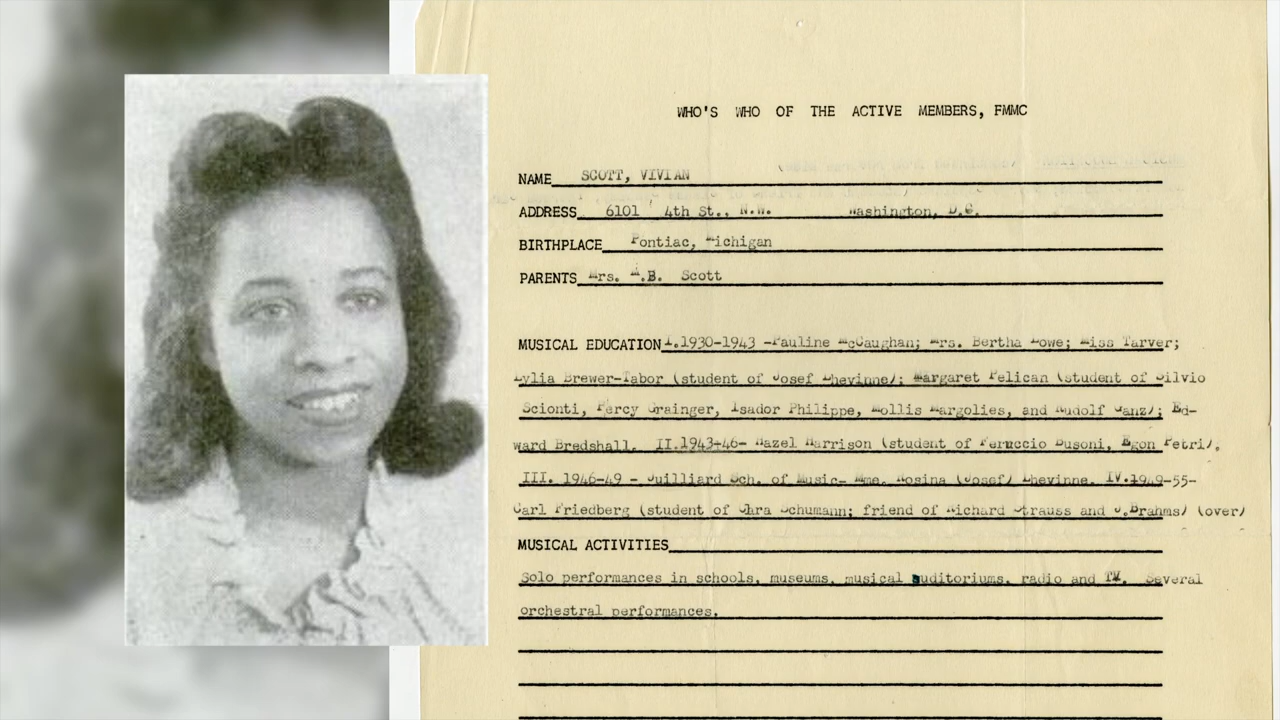 WHO'S WHO OF THE ACTIVE MEMBERS, FMMC
NAME SCOTT, VIVIAN
ADDRESS 6101 4th St., N.W. Washington, D.C.
BIRTHPLACE Pontiac, Michigan
PARENTS Mrs. M.B. Scott
MUSICAL EDUCATION I.1930-1943 -Pauline McCaughan; Mrs. Bertha Howe; Miss Tarver;
Lylia Brewer-Tabor (student of Josef Lhevinne); Margaret Pelican (student of Silvio
Scionti, Percy Grainger, Isador Philippe, Mollis Margolies, and Rudolf Ganz); Ed-
ward Bredshall. II.1943-46- Hazel Harrison (student of Feruccio Busoni, Egon Petri).
III. 1946-49 - Juilliard Sch. of Music- Mme. Rosina (Josef) Lhevinne. IV.1949-55-
Carl Friedberg (student of Clara Schumann; friend of Richard Strauss and J.Brahms) (over)
MUSICAL ACTIVITIES
Solo performances in schools, museums, musical auditoriums, radio and TV. Several
orchestral performances.